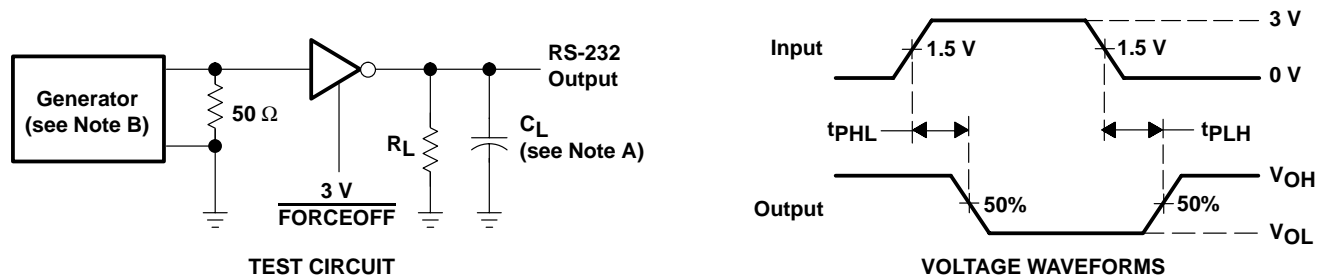 Generator
(see Note B)
50 Ω
3 V
FORCEOFF
RL
CL
(see Note A)
RS-232
Output
TEST CIRCUIT
Input
1.5 V
1.5 V
3 V
0 V
tPHL
tPLH
Output
50%
50%
VOH
VOL
VOLTAGE WAVEFORMS